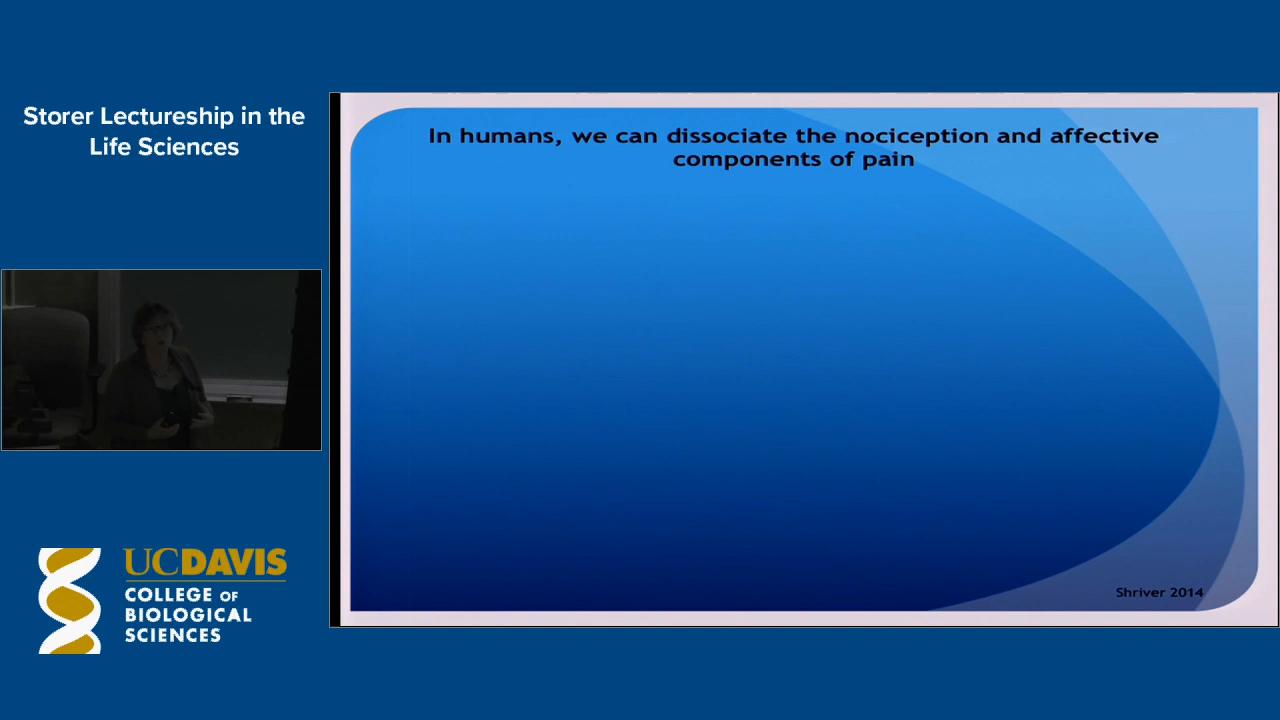 Storer Lectureship in the
Life Sciences
In humans, we can dissociate the nociception and affective
components of pain
Shriver 2014
UCDAVIS
COLLEGE OF
BIOLOGICAL
SCIENCES